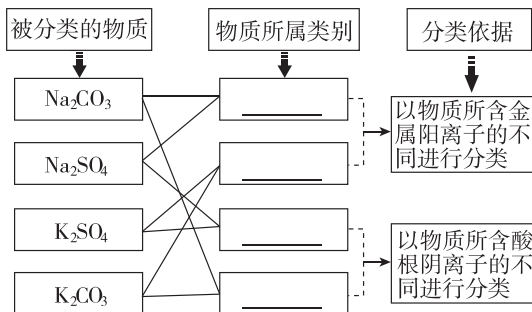 被分类的物质 物质所属类别 分类依据
Na₂CO₃
Na₂SO₄
K₂SO₄
K₂CO₃
以物质所含金
属阳离子的不
同进行分类
以物质所含酸
根阴离子的不
同进行分类